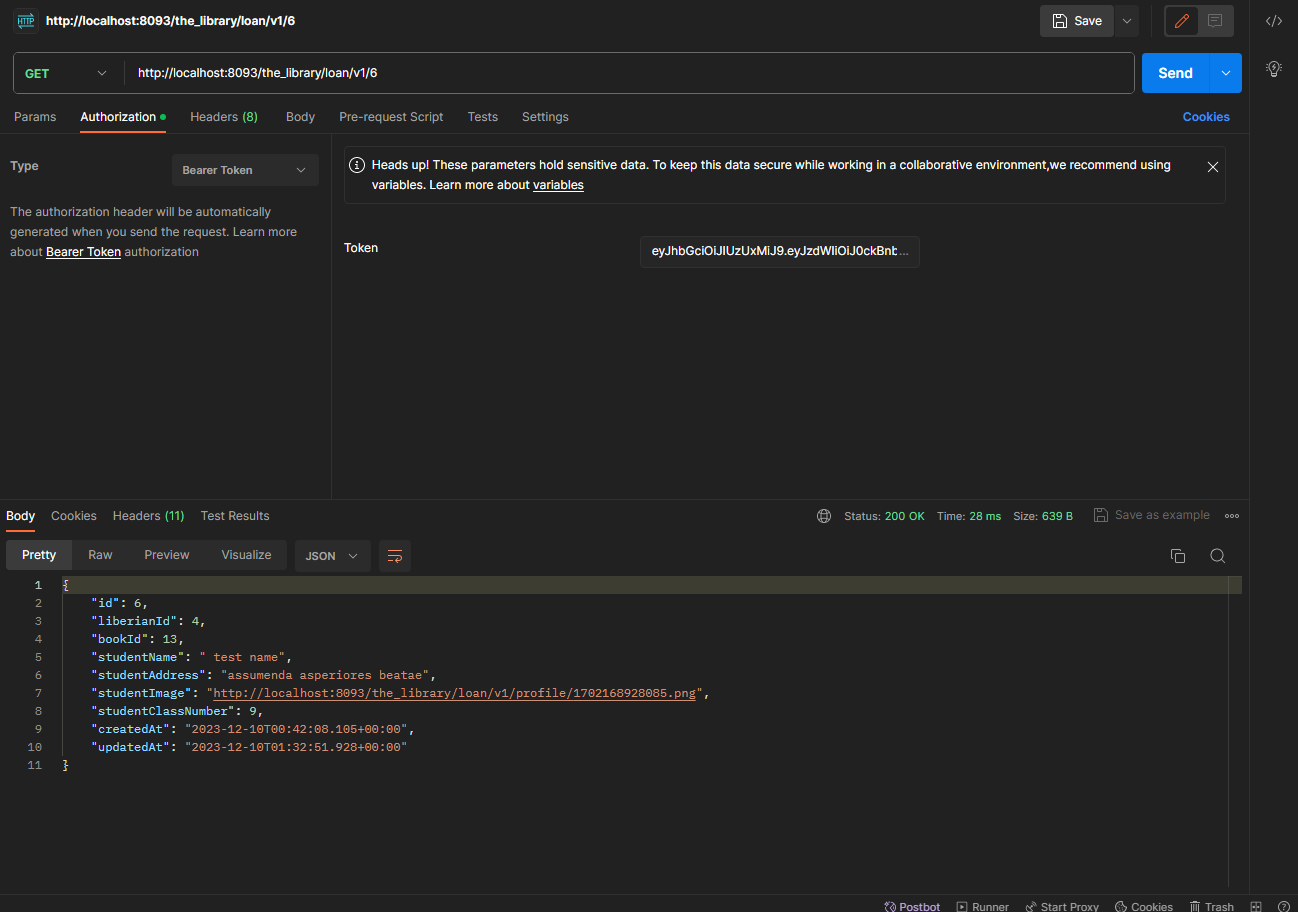 HTTP http://localhost:8093/the_library/loan/v1/6 Save
GET http://localhost:8093/the_library/loan/v1/6 Send
Params Authorization Headers (8) Body Pre-request Script Tests Settings Cookies
Type Bearer Token
The authorization header will be automatically
generated when you send the request. Learn more
about Bearer Token authorization
Heads up! These parameters hold sensitive data. To keep this data secure while working in a collaborative environment,we recommend using
variables. Learn more about variables
Token eyJhbGciOiJIUzUxMiJ9.eyJzdWIiOiJ0ckBnb...
Body Cookies Headers (11) Test Results Status: 200 OK Time: 28 ms Size: 639 B Save as example
Pretty Raw Preview Visualize JSON
1 {
2 "id": 6,
3 "liberianId": 4,
4 "bookId": 13,
5 "studentName": " test name",
6 "studentAddress": "assumenda asperiores beatae",
7 "studentImage": "http://localhost:8093/the_library/loan/v1/profile/1702168928085.png",
8 "studentClassNumber": 9,
9 "createdAt": "2023-12-10T00:42:08.105+00:00",
10 "updatedAt": "2023-12-10T01:32:51.928+00:00"
11 }
Postbot Runner Start Proxy Cookies Trash